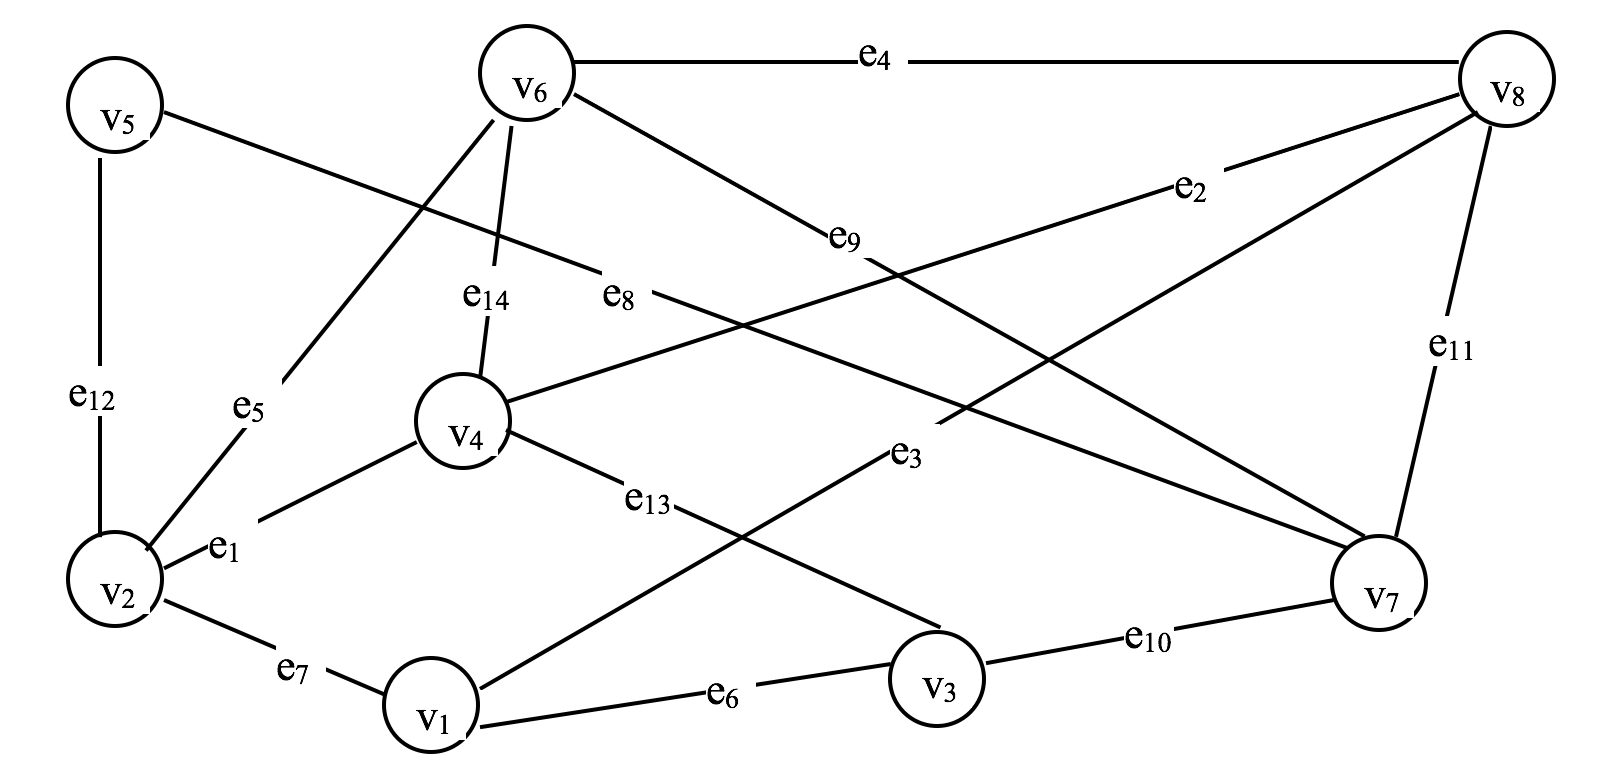 e₄
v₆
v₈
v₅
e₂
e₉
e₁₄
e₈
e₁₁
e₁₂
e₅
v₄
e₃
e₁₃
e₁
v₂
v₇
e₁₀
e₇
v₃
e₆
v₁